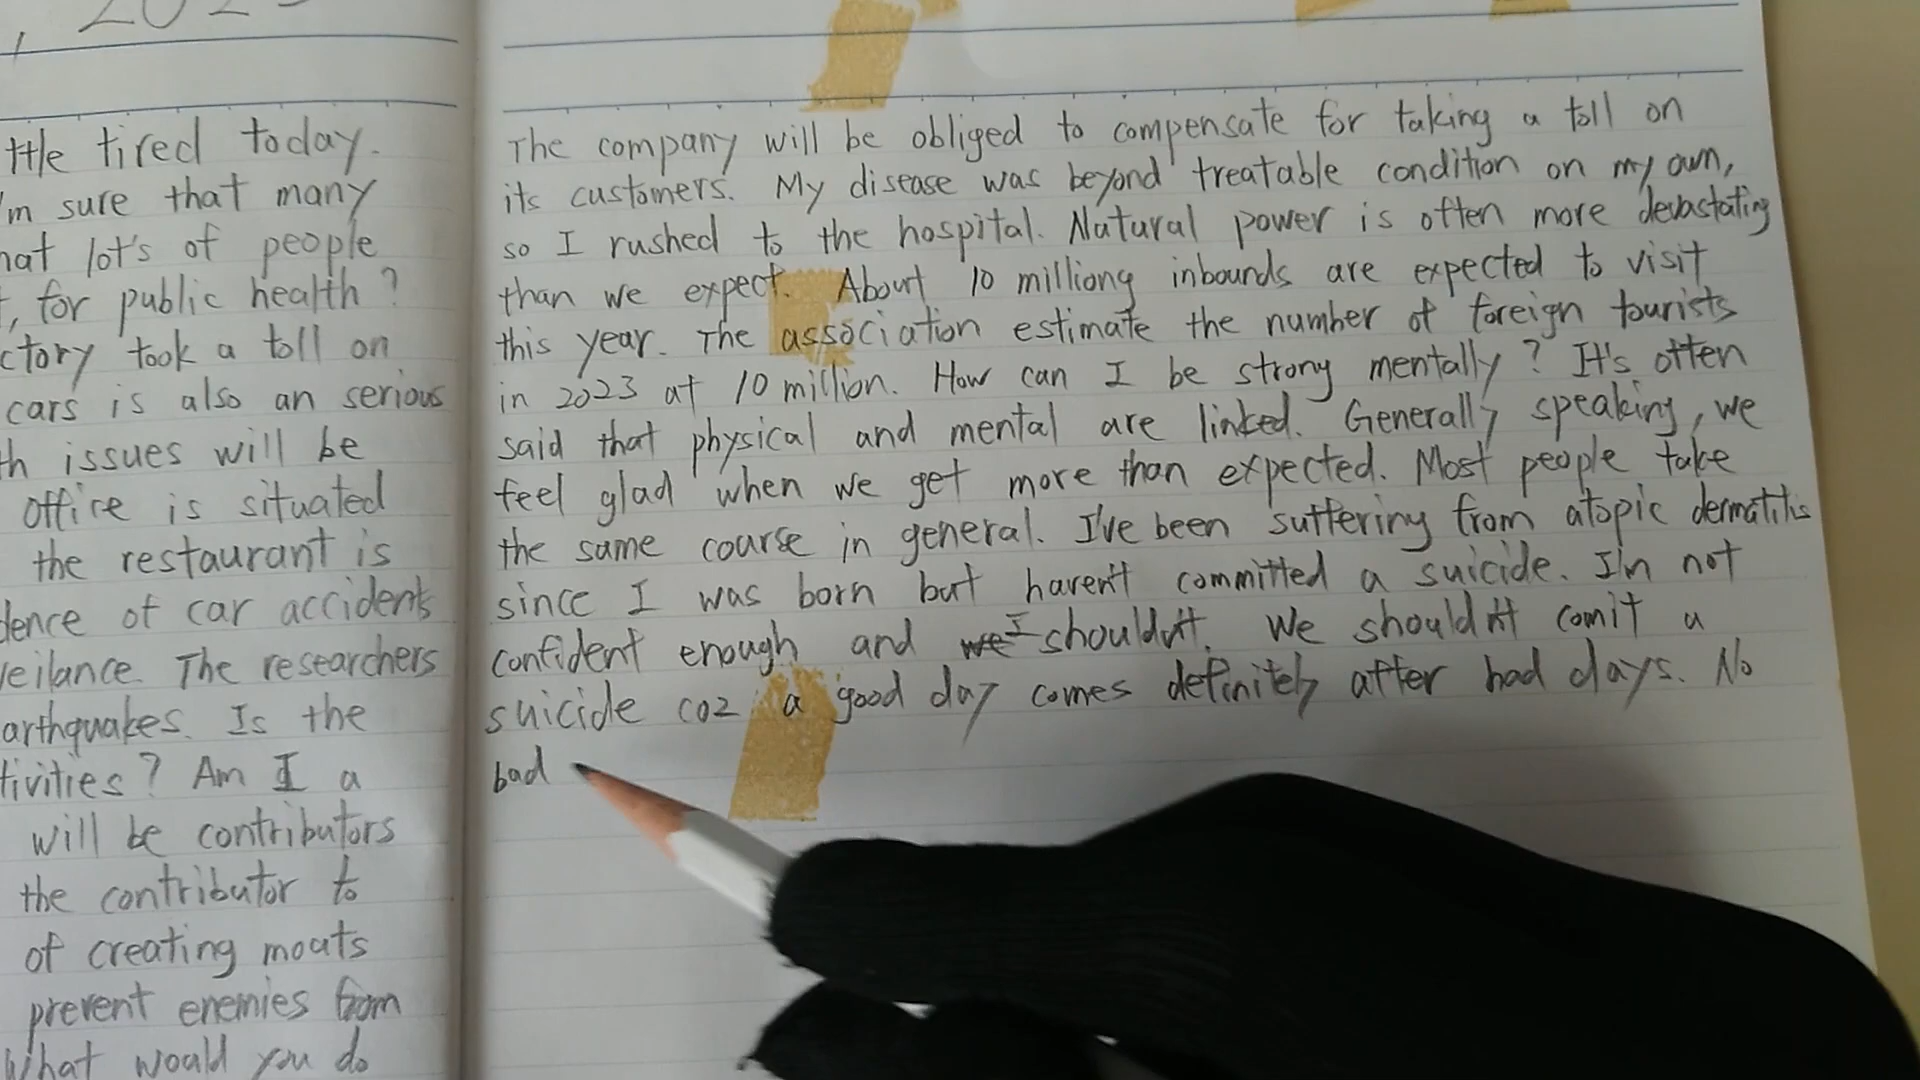 , 2023
ttle tired today.
I'm sure that many
hat lot's of people
, for public health?
ctory took a toll on
cars is also an serious
th issues will be
office is situated
the restaurant is
dence of car accidents
veilance. The researchers
arthquakes. Is the
tivities? Am I a
will be contributors
the contributor to
of creating moats
prevent enemies from
What would you do
The company will be obliged to compensate for taking a toll on
its customers. My disease was beyond treatable condition on my own,
so I rushed to the hospital. Natural power is often more devastating
than we expect. About 10 milliong inbounds are expected to visit
this year. The association estimate the number of foreign tourists
in 2023 at 10 million. How can I be strong mentally? It's often
said that physical and mental are linked. Generally speaking, we
feel glad when we get more than expected. Most people take
the same course in general. I've been suffering from atopic dermatitis
since I was born but haven't committed a suicide. I'm not
confident enough and I shouldn't. We shouldn't comit a
suicide coz a good day comes definitely after bad days. No
bad